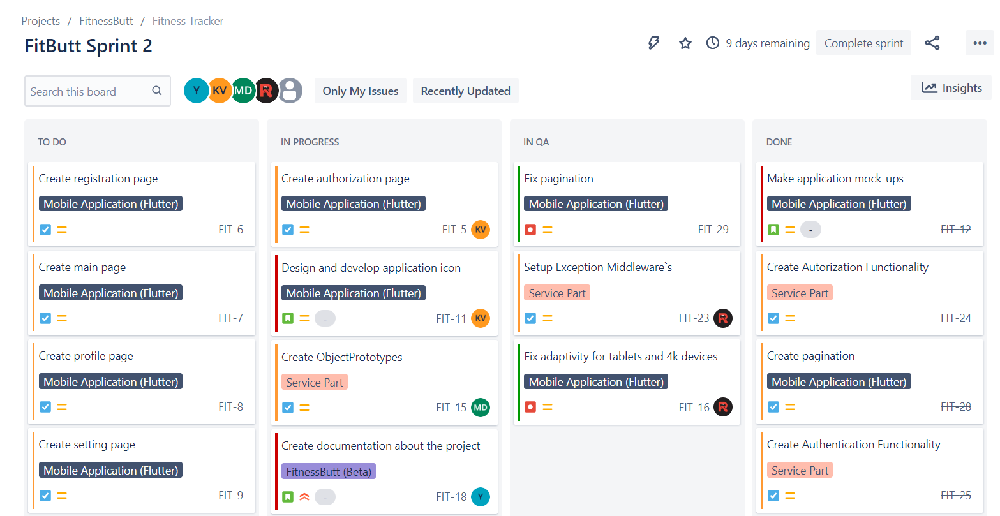 Projects / FitnessButt / Fitness Tracker
FitButt Sprint 2
9 days remaining
Complete sprint
Search this board
Y
KV
MD
R
Only My Issues
Recently Updated
Insights
TO DO
Create registration page
Mobile Application (Flutter)
FIT-6
Create main page
Mobile Application (Flutter)
FIT-7
Create profile page
Mobile Application (Flutter)
FIT-8
Create setting page
Mobile Application (Flutter)
FIT-9
IN PROGRESS
Create authorization page
Mobile Application (Flutter)
FIT-5 KV
Design and develop application icon
Mobile Application (Flutter)
- FIT-11 KV
Create ObjectPrototypes
Service Part
FIT-15 MD
Create documentation about the project
FitnessButt (Beta)
- FIT-18 Y
IN QA
Fix pagination
Mobile Application (Flutter)
FIT-29
Setup Exception Middleware`s
Service Part
FIT-23 R
Fix adaptivity for tablets and 4k devices
Mobile Application (Flutter)
FIT-16 R
DONE
Make application mock-ups
Mobile Application (Flutter)
- FIT-12
Create Autorization Functionality
Service Part
FIT-24
Create pagination
Mobile Application (Flutter)
FIT-28
Create Authentication Functionality
Service Part
FIT-25